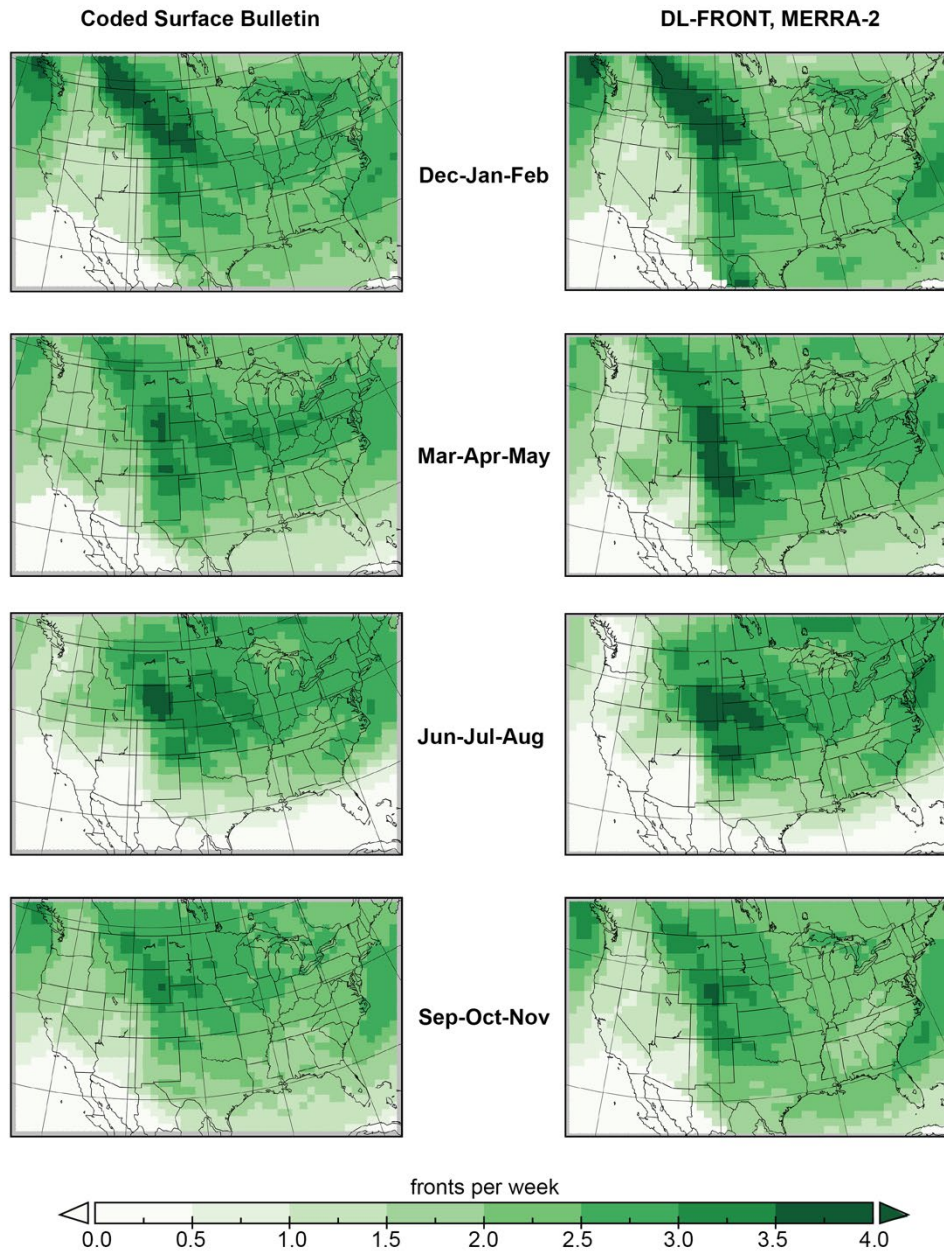 Coded Surface Bulletin
DL-FRONT, MERRA-2
Dec-Jan-Feb
Mar-Apr-May
Jun-Jul-Aug
Sep-Oct-Nov
fronts per week
0.0 0.5 1.0 1.5 2.0 2.5 3.0 3.5 4.0